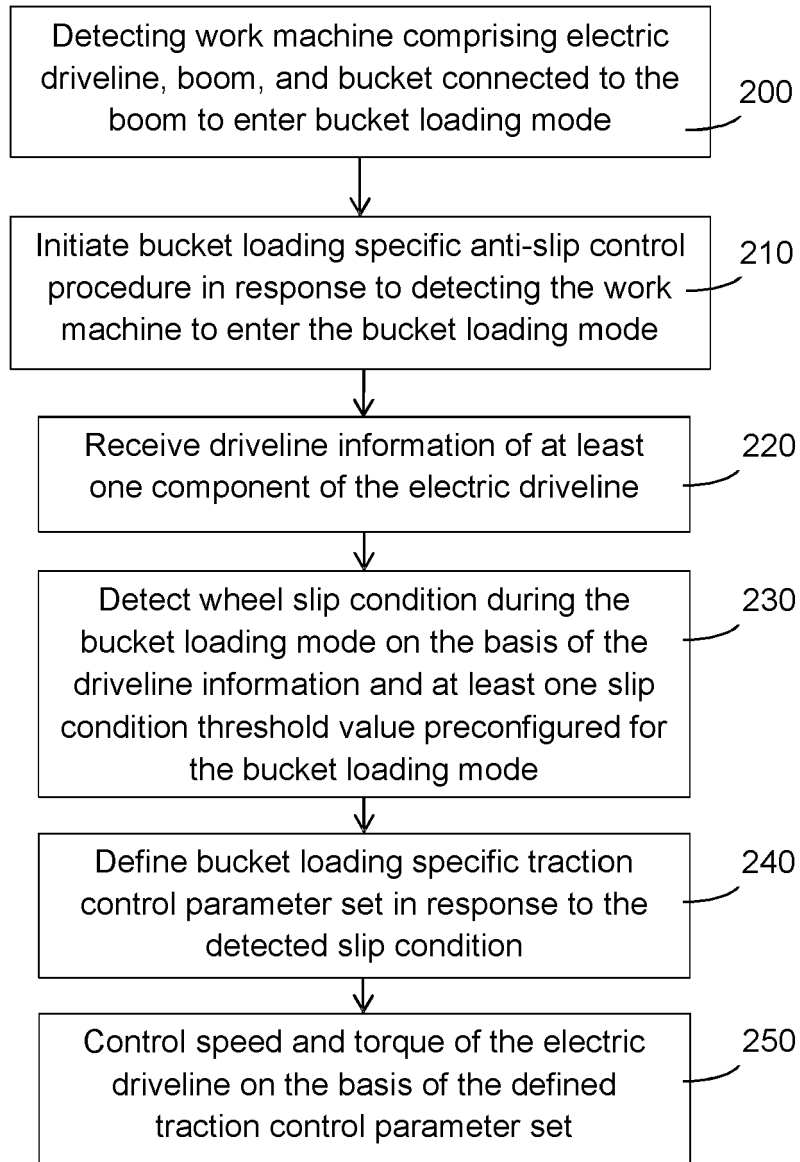 Detecting work machine comprising electric
driveline, boom, and bucket connected to the
boom to enter bucket loading mode
200
Initiate bucket loading specific anti-slip control
procedure in response to detecting the work
machine to enter the bucket loading mode
210
Receive driveline information of at least
one component of the electric driveline
220
Detect wheel slip condition during the
bucket loading mode on the basis of the
driveline information and at least one slip
condition threshold value preconfigured for
the bucket loading mode
230
Define bucket loading specific traction
control parameter set in response to the
detected slip condition
240
Control speed and torque of the electric
driveline on the basis of the defined
traction control parameter set
250